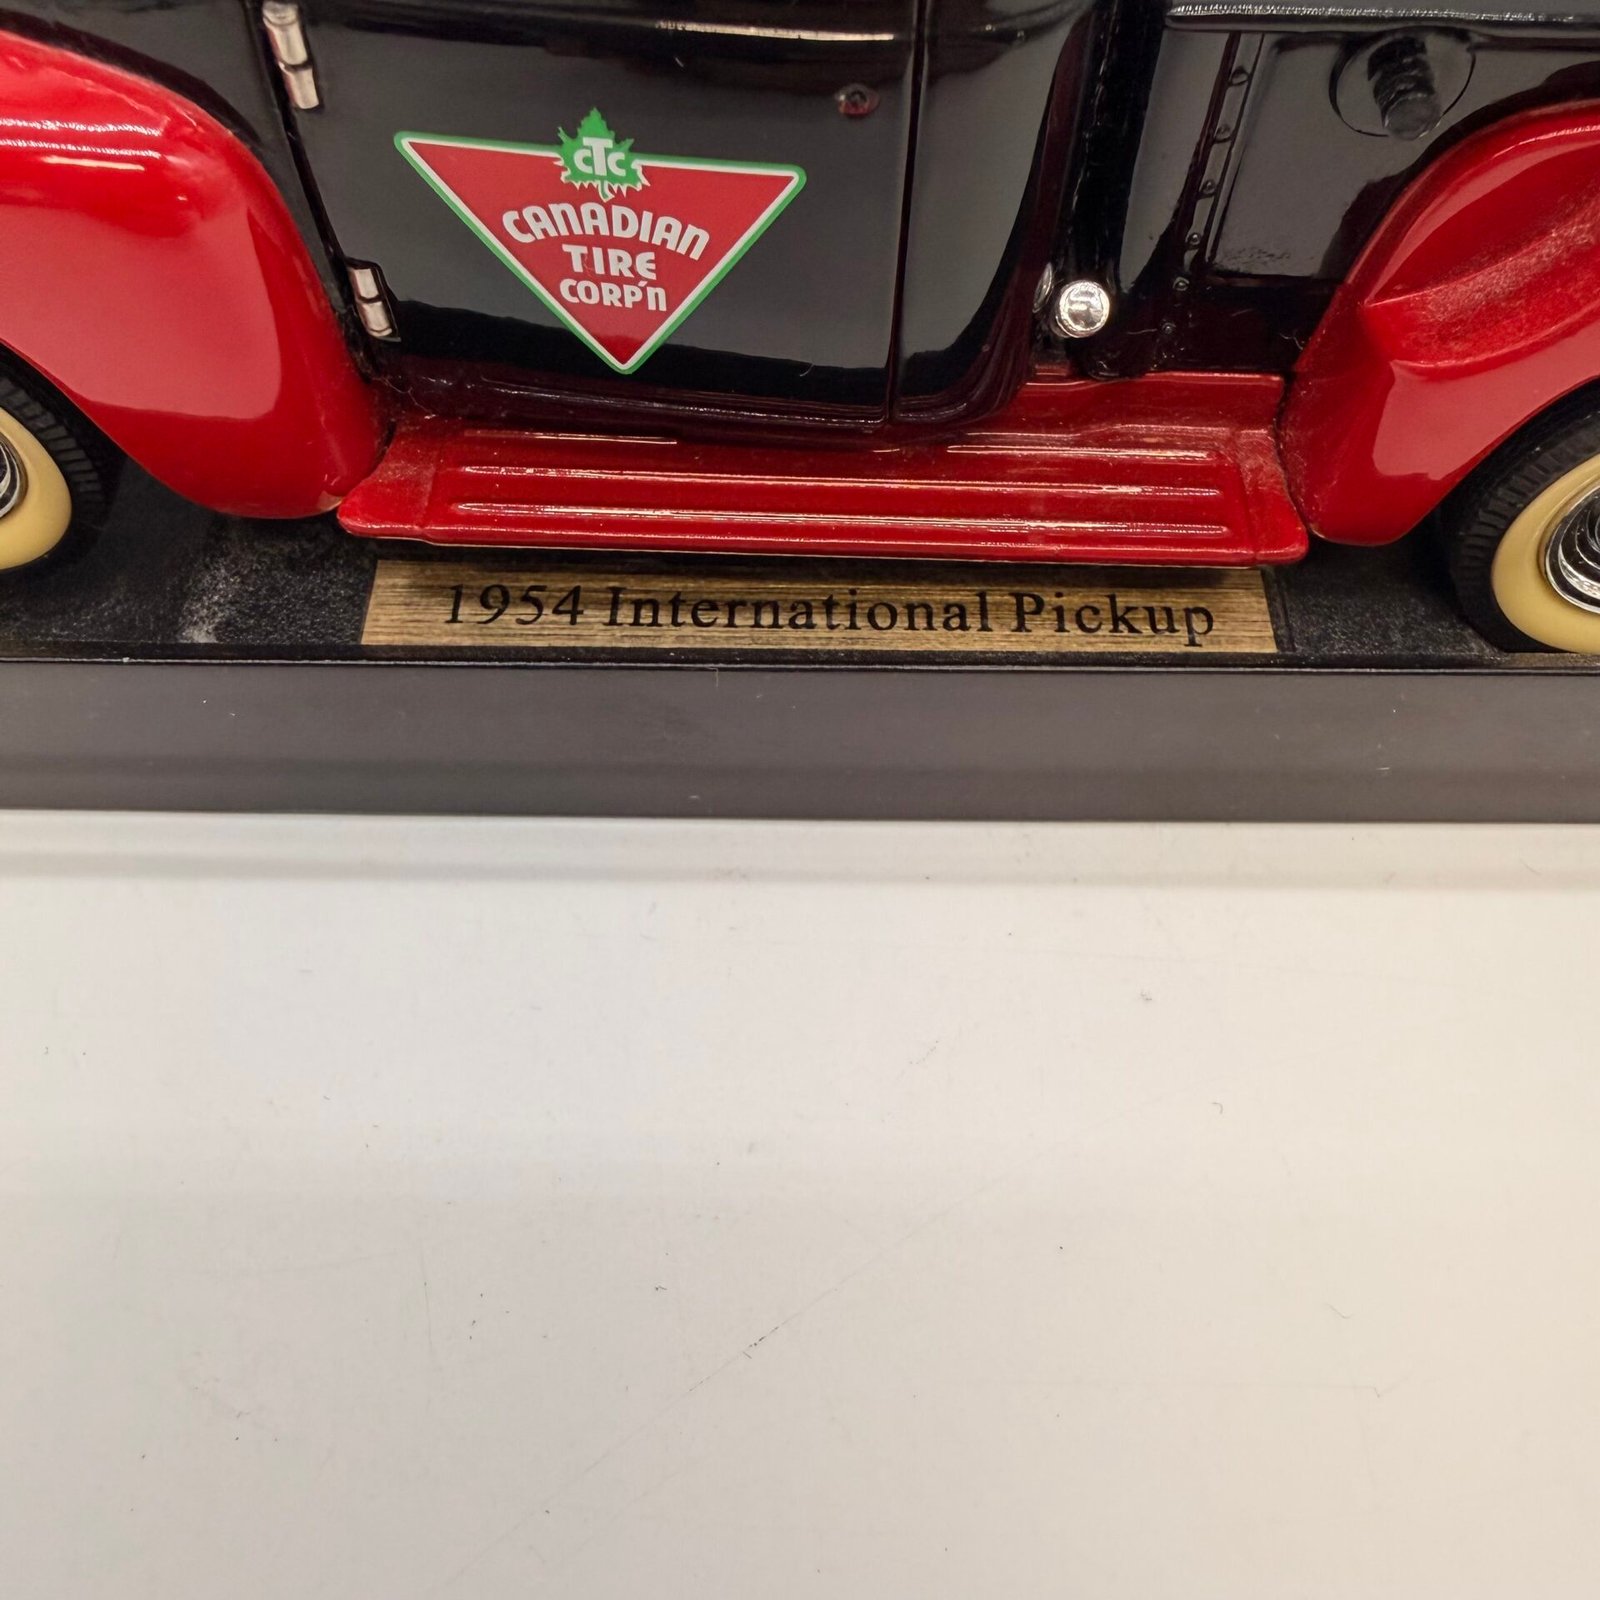 CTC
CANADIAN
TIRE
CORP'N
1954 International Pickup